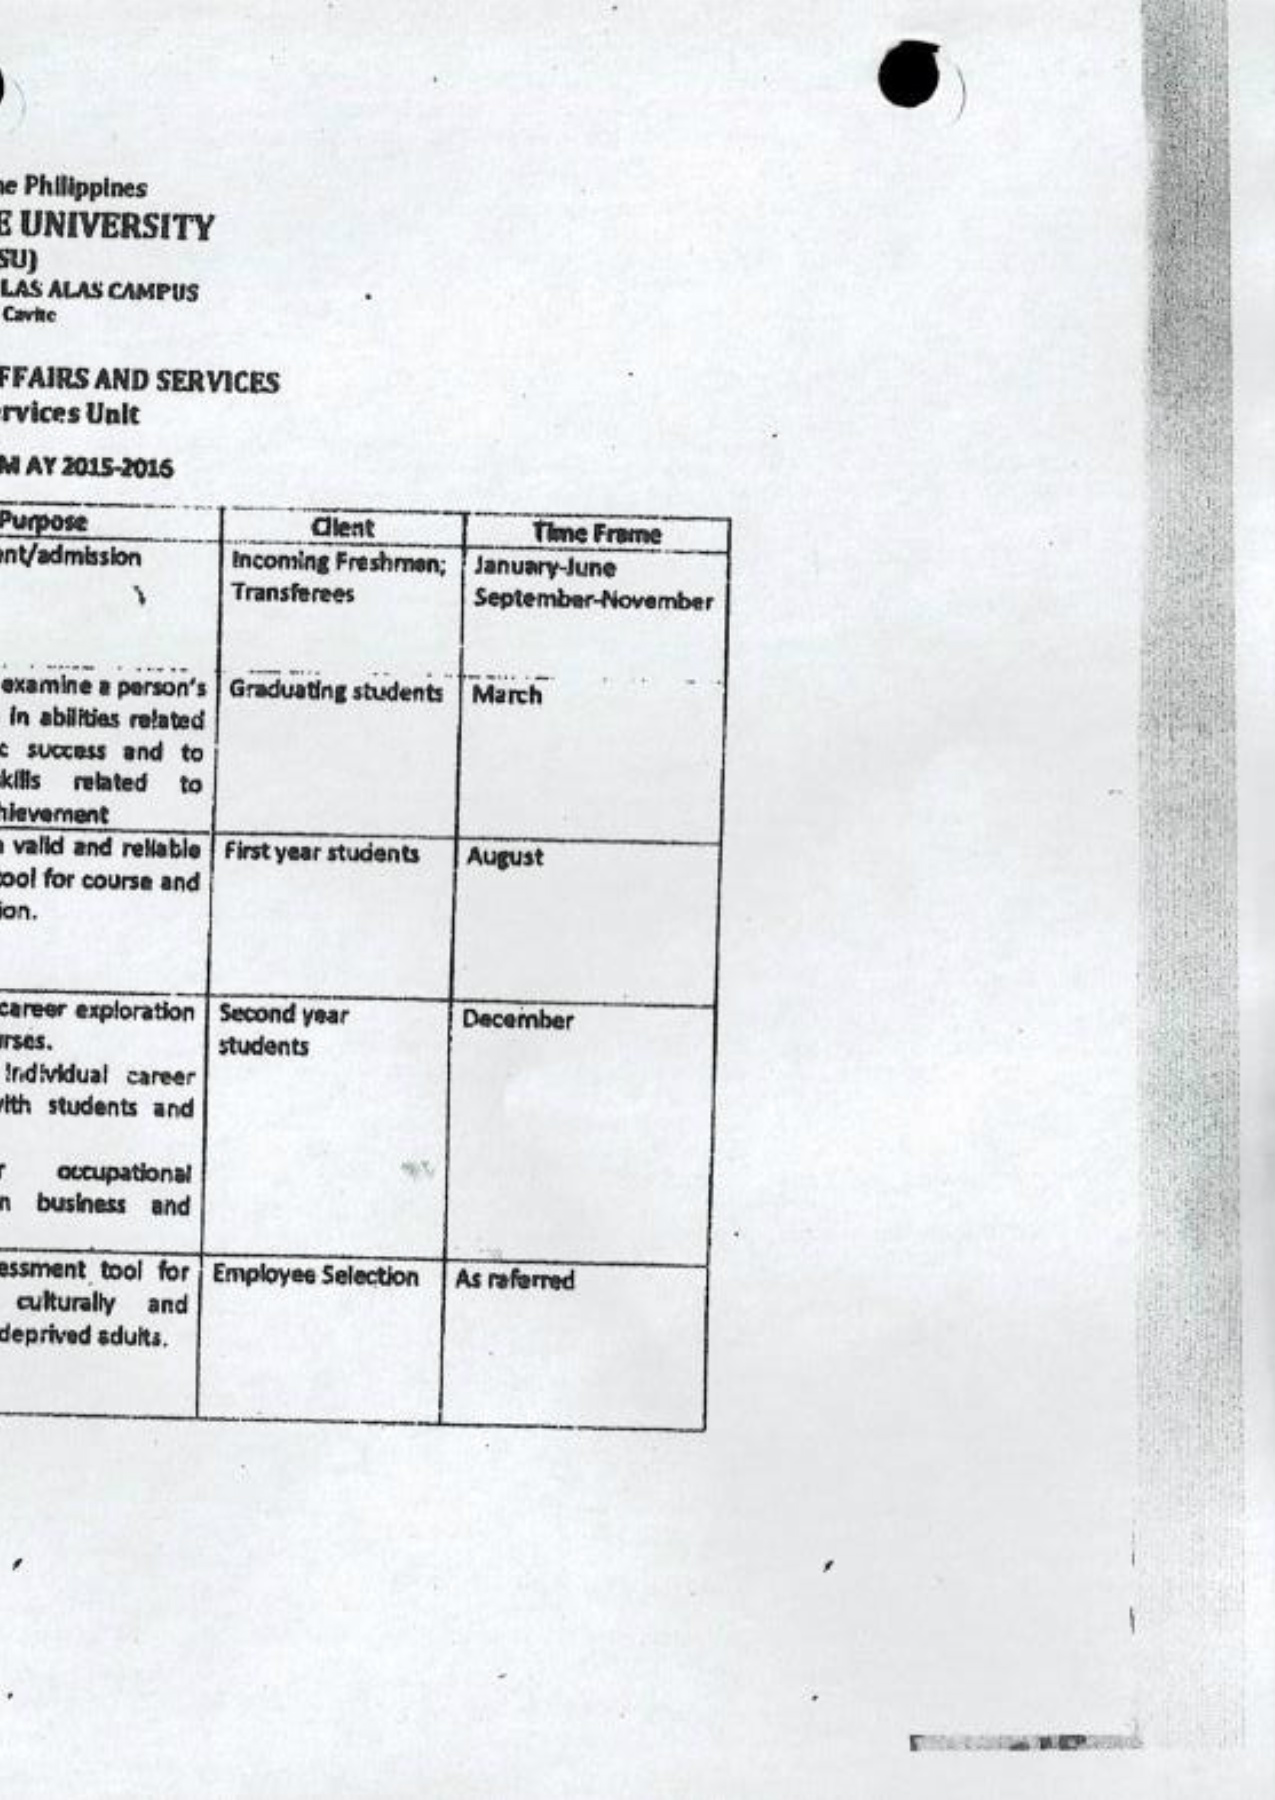 ne Philippines
E UNIVERSITY
SU)
LAS ALAS CAMPUS
Cavite
FFAIRS AND SERVICES
rvices Unit
M AY 2015-2016
Purpose Client Time Frame
ent/admission Incoming Freshmen; January-June
Transferees September-November
examine a person's Graduating students March
in abilities related
c success and to
kills related to
hievement
a valid and reliable First year students August
tool for course and
ion.
career exploration Second year December
urses. students
individual career
with students and
r occupational
n business and
essment tool for Employee Selection As referred
culturally and
deprived adults.